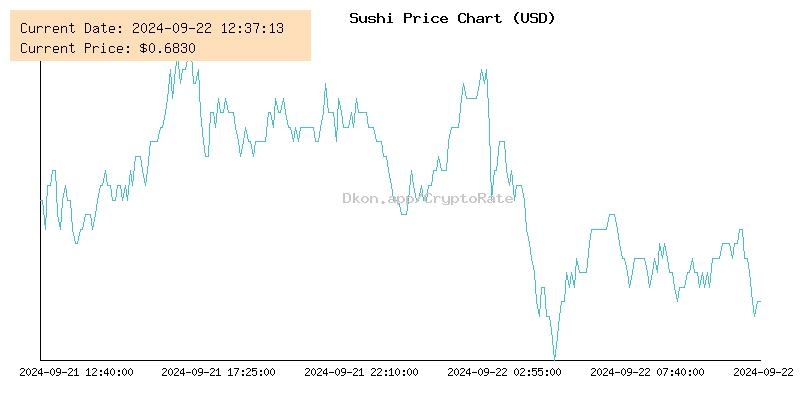 Sushi Price Chart (USD)
Current Date: 2024-09-22 12:37:13
Current Price: $0.6830
Dkon.app/CryptoRate
2024-09-21 12:40:00 2024-09-21 17:25:00 2024-09-21 22:10:00 2024-09-22 02:55:00 2024-09-22 07:40:00 2024-09-22